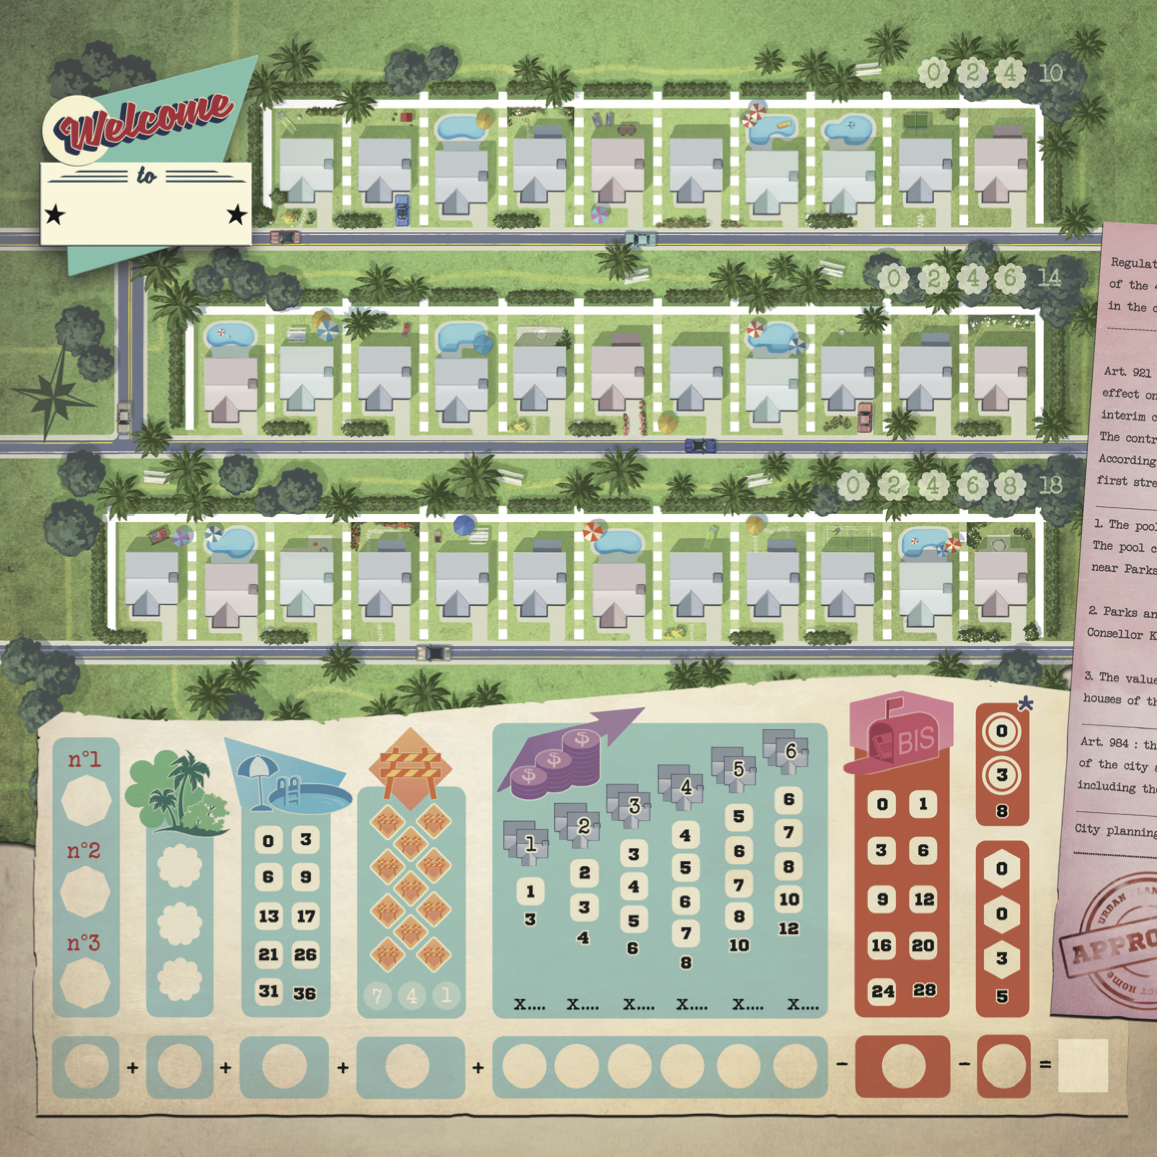 Welcome
to
0 2 4 10
0 2 4 6 14
0 2 4 6 8 18
Regulat
of the
in the c
Art. 921
effect on
interim c
The contr
According
first stre
1. The pool
The pool c
near Parks
2. Parks an
Consellor K
3. The value
houses of th
Art. 984 : th
of the city
including the
City planning
URBAN LAN
APPRO
n°1
n°2
n°3
0 3
6 9
13 17
21 26
31 36
7 4 1
$ $ $
1 2 3 4 5 6
1 3
2 3 4
3 4 5 6
4 5 6 7 8
5 6 7 8 10
6 7 8 10 12
X.... X.... X.... X.... X.... X....
BIS
0 1
3 6
9 12
16 20
24 28
*
0
3
8
0
0
3
5
+ + + + - - =